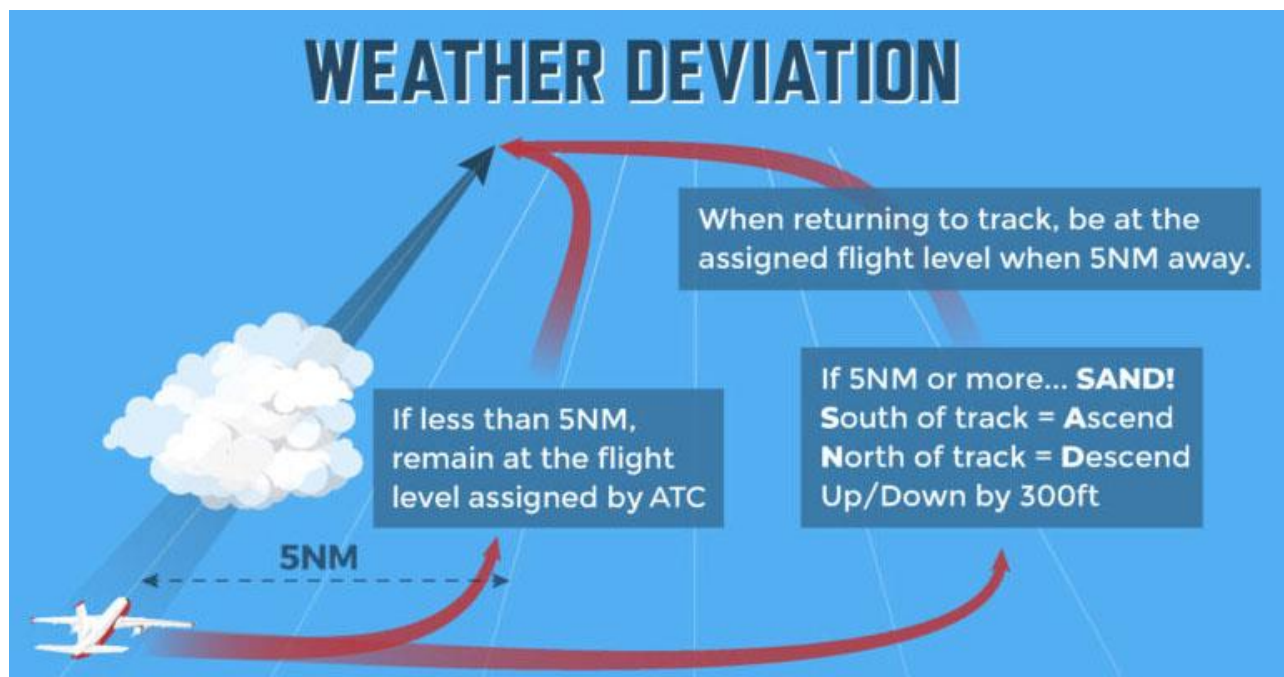 WEATHER DEVIATION
When returning to track, be at the
assigned flight level when 5NM away.
If 5NM or more... SAND!
South of track = Ascend
North of track = Descend
Up/Down by 300ft
If less than 5NM,
remain at the flight
level assigned by ATC
5NM